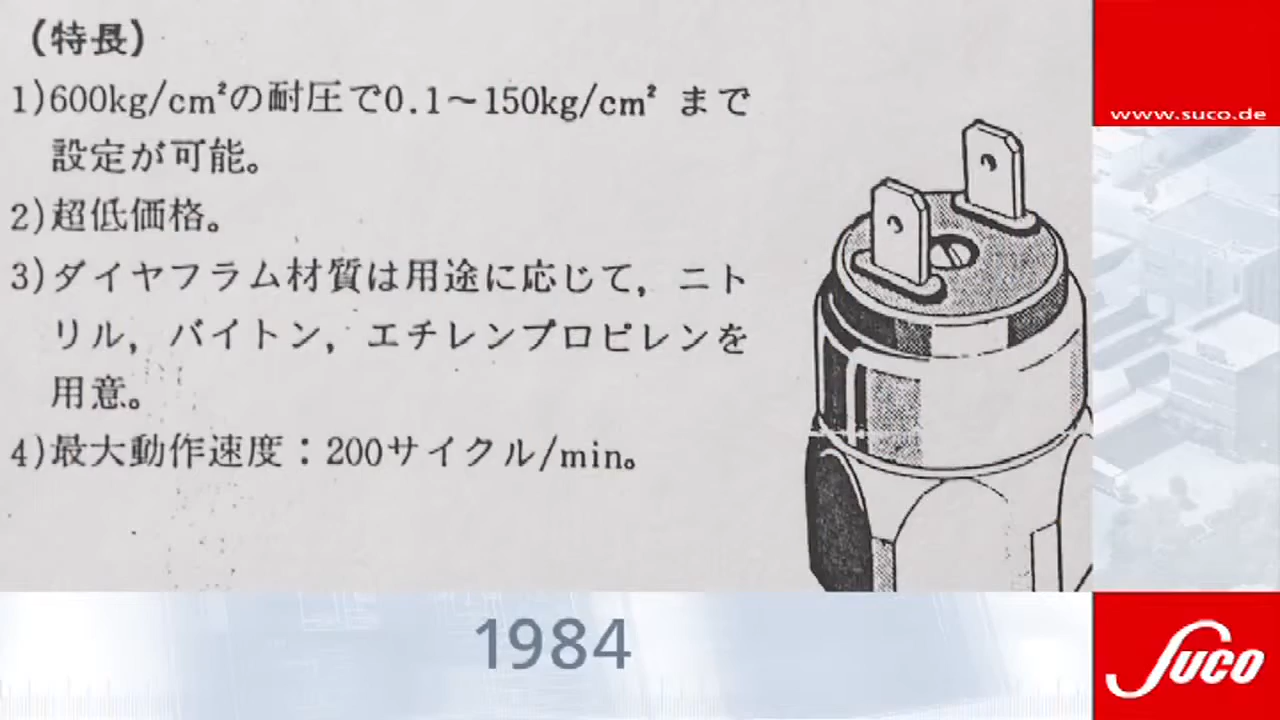 (特長)
1)600kg/cm²の耐圧で0.1〜150kg/cm² まで
設定が可能。
2)超低価格。
3)ダイヤフラム材質は用途に応じて，ニト
リル，バイトン，エチレンプロピレンを
用意。
4)最大動作速度：200サイクル/min。
www.suco.de
1984
Suco